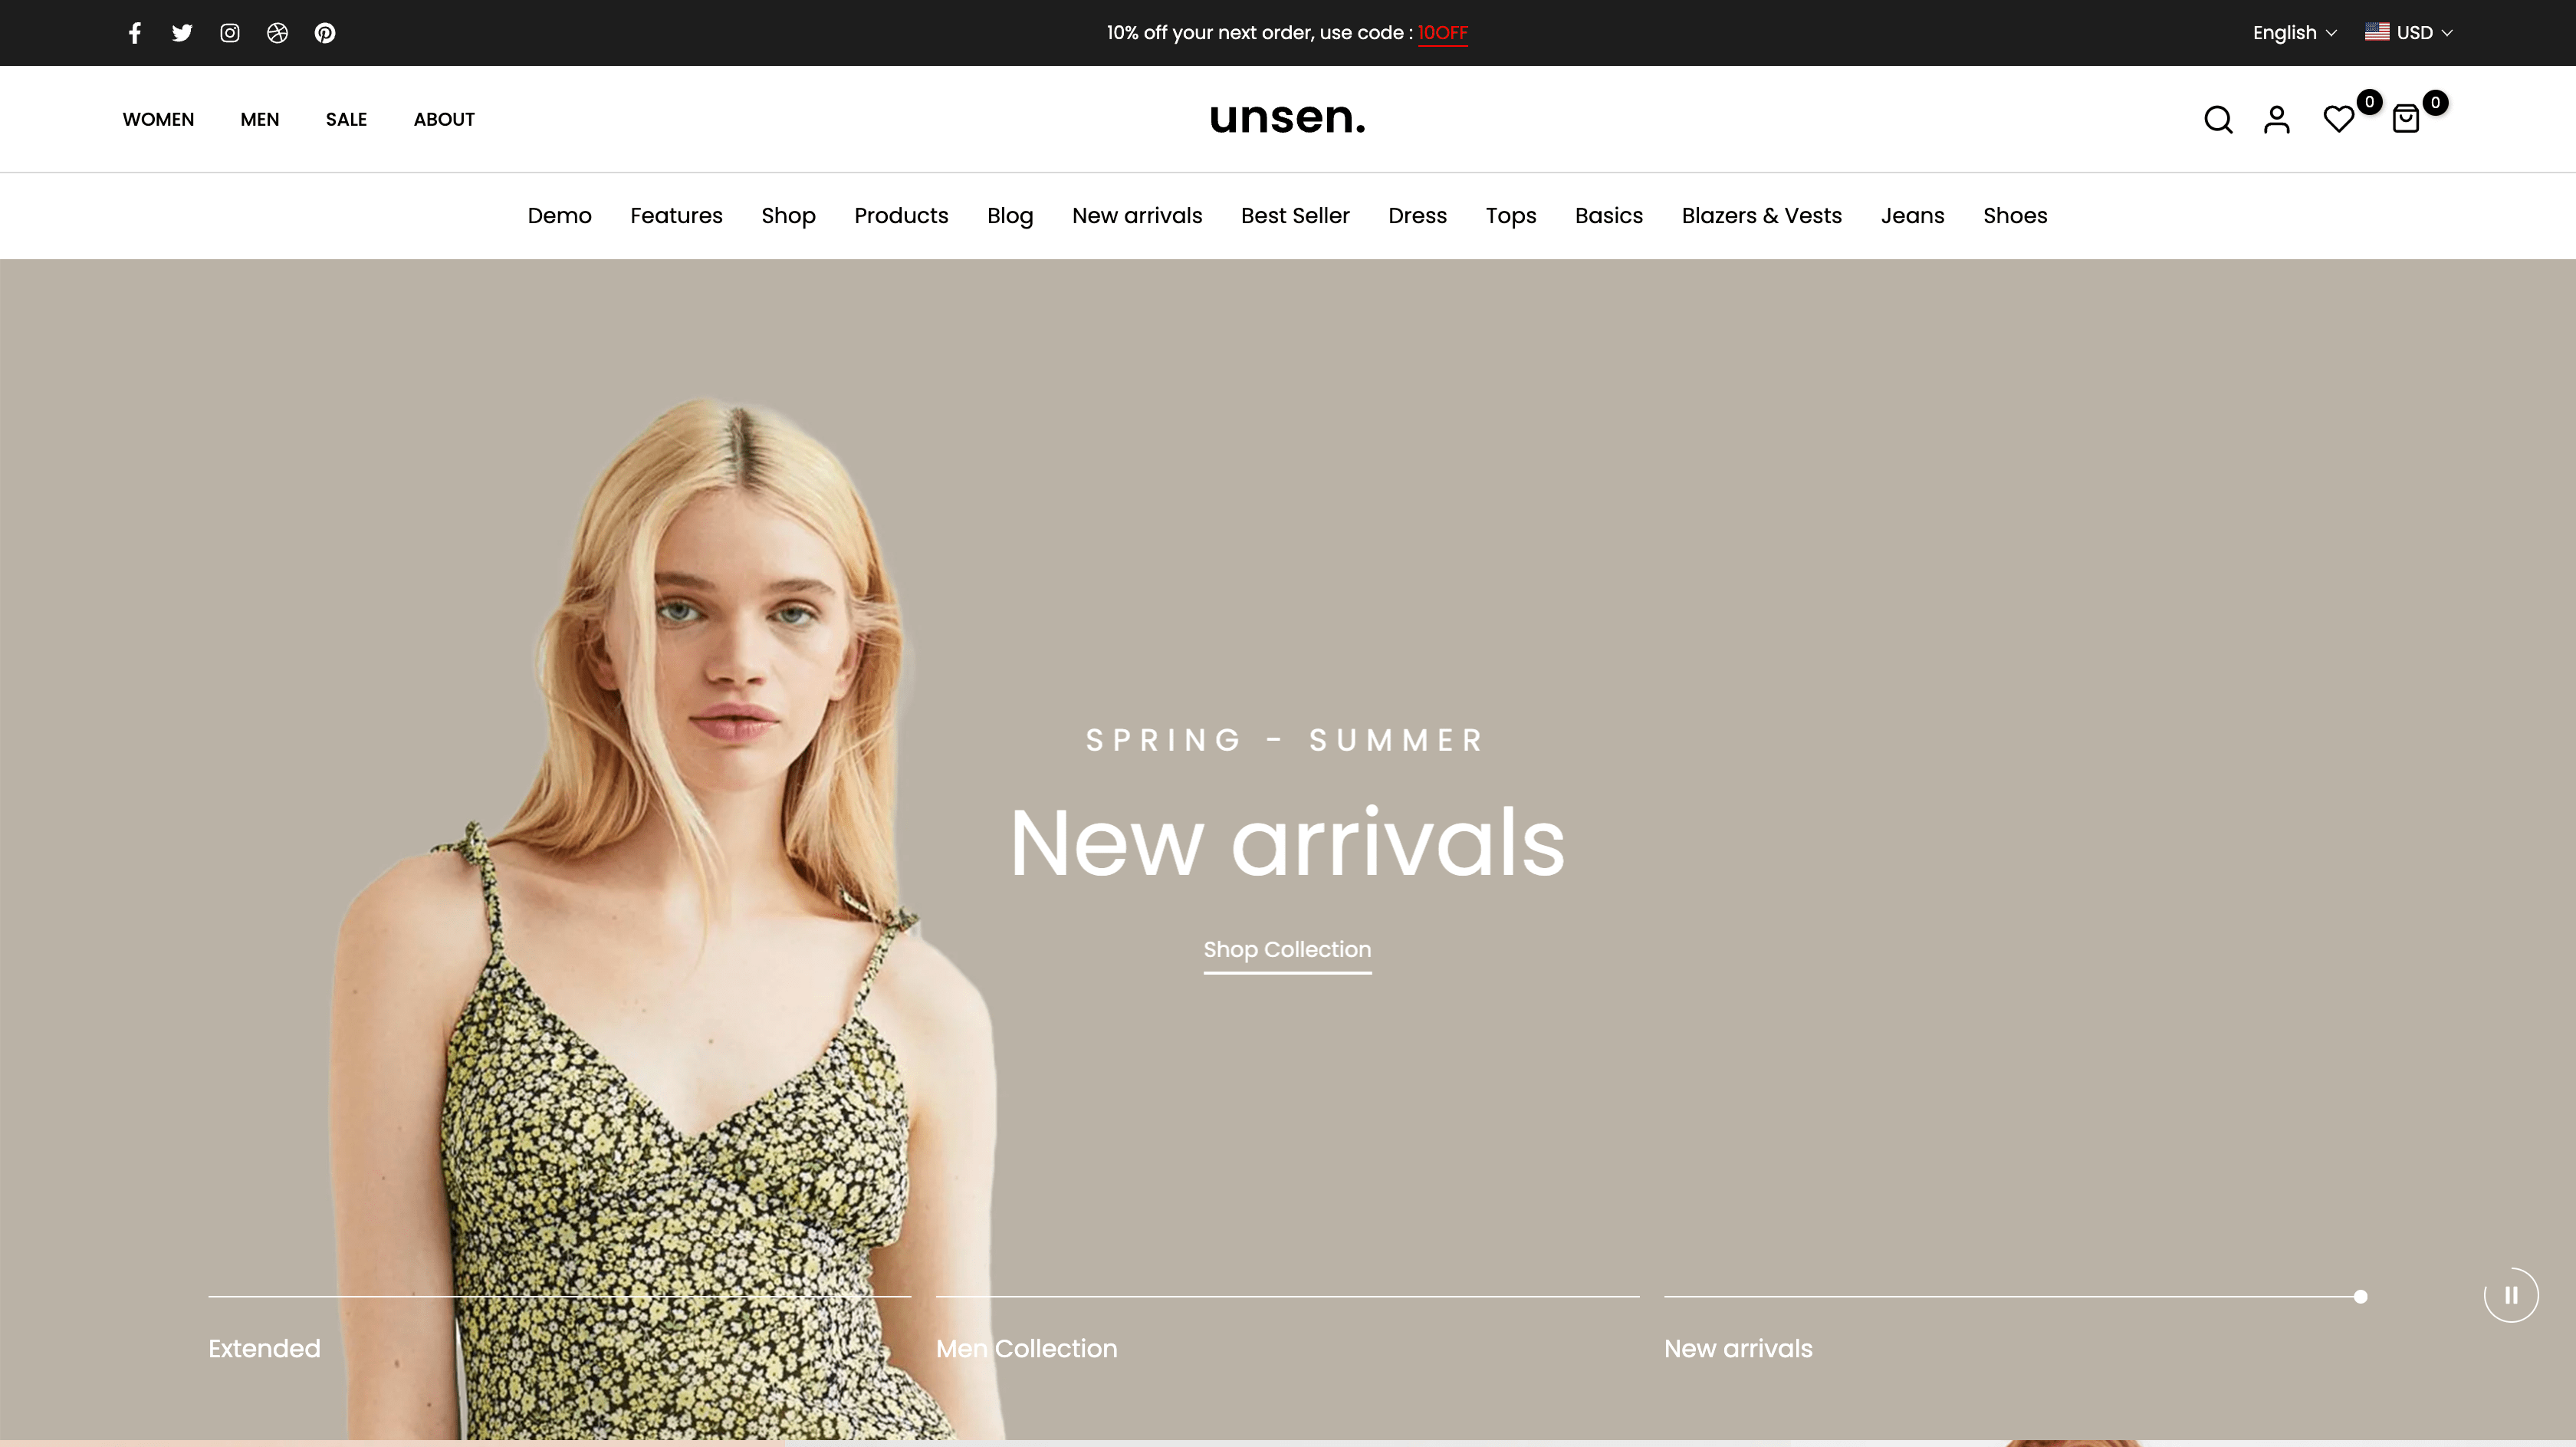 10% off your next order, use code : 10OFF
English
USD
WOMEN MEN SALE ABOUT
unsen.
0
0
Demo Features Shop Products Blog New arrivals Best Seller Dress Tops Basics Blazers & Vests Jeans Shoes
SPRING - SUMMER
New arrivals
Shop Collection
Extended
Men Collection
New arrivals